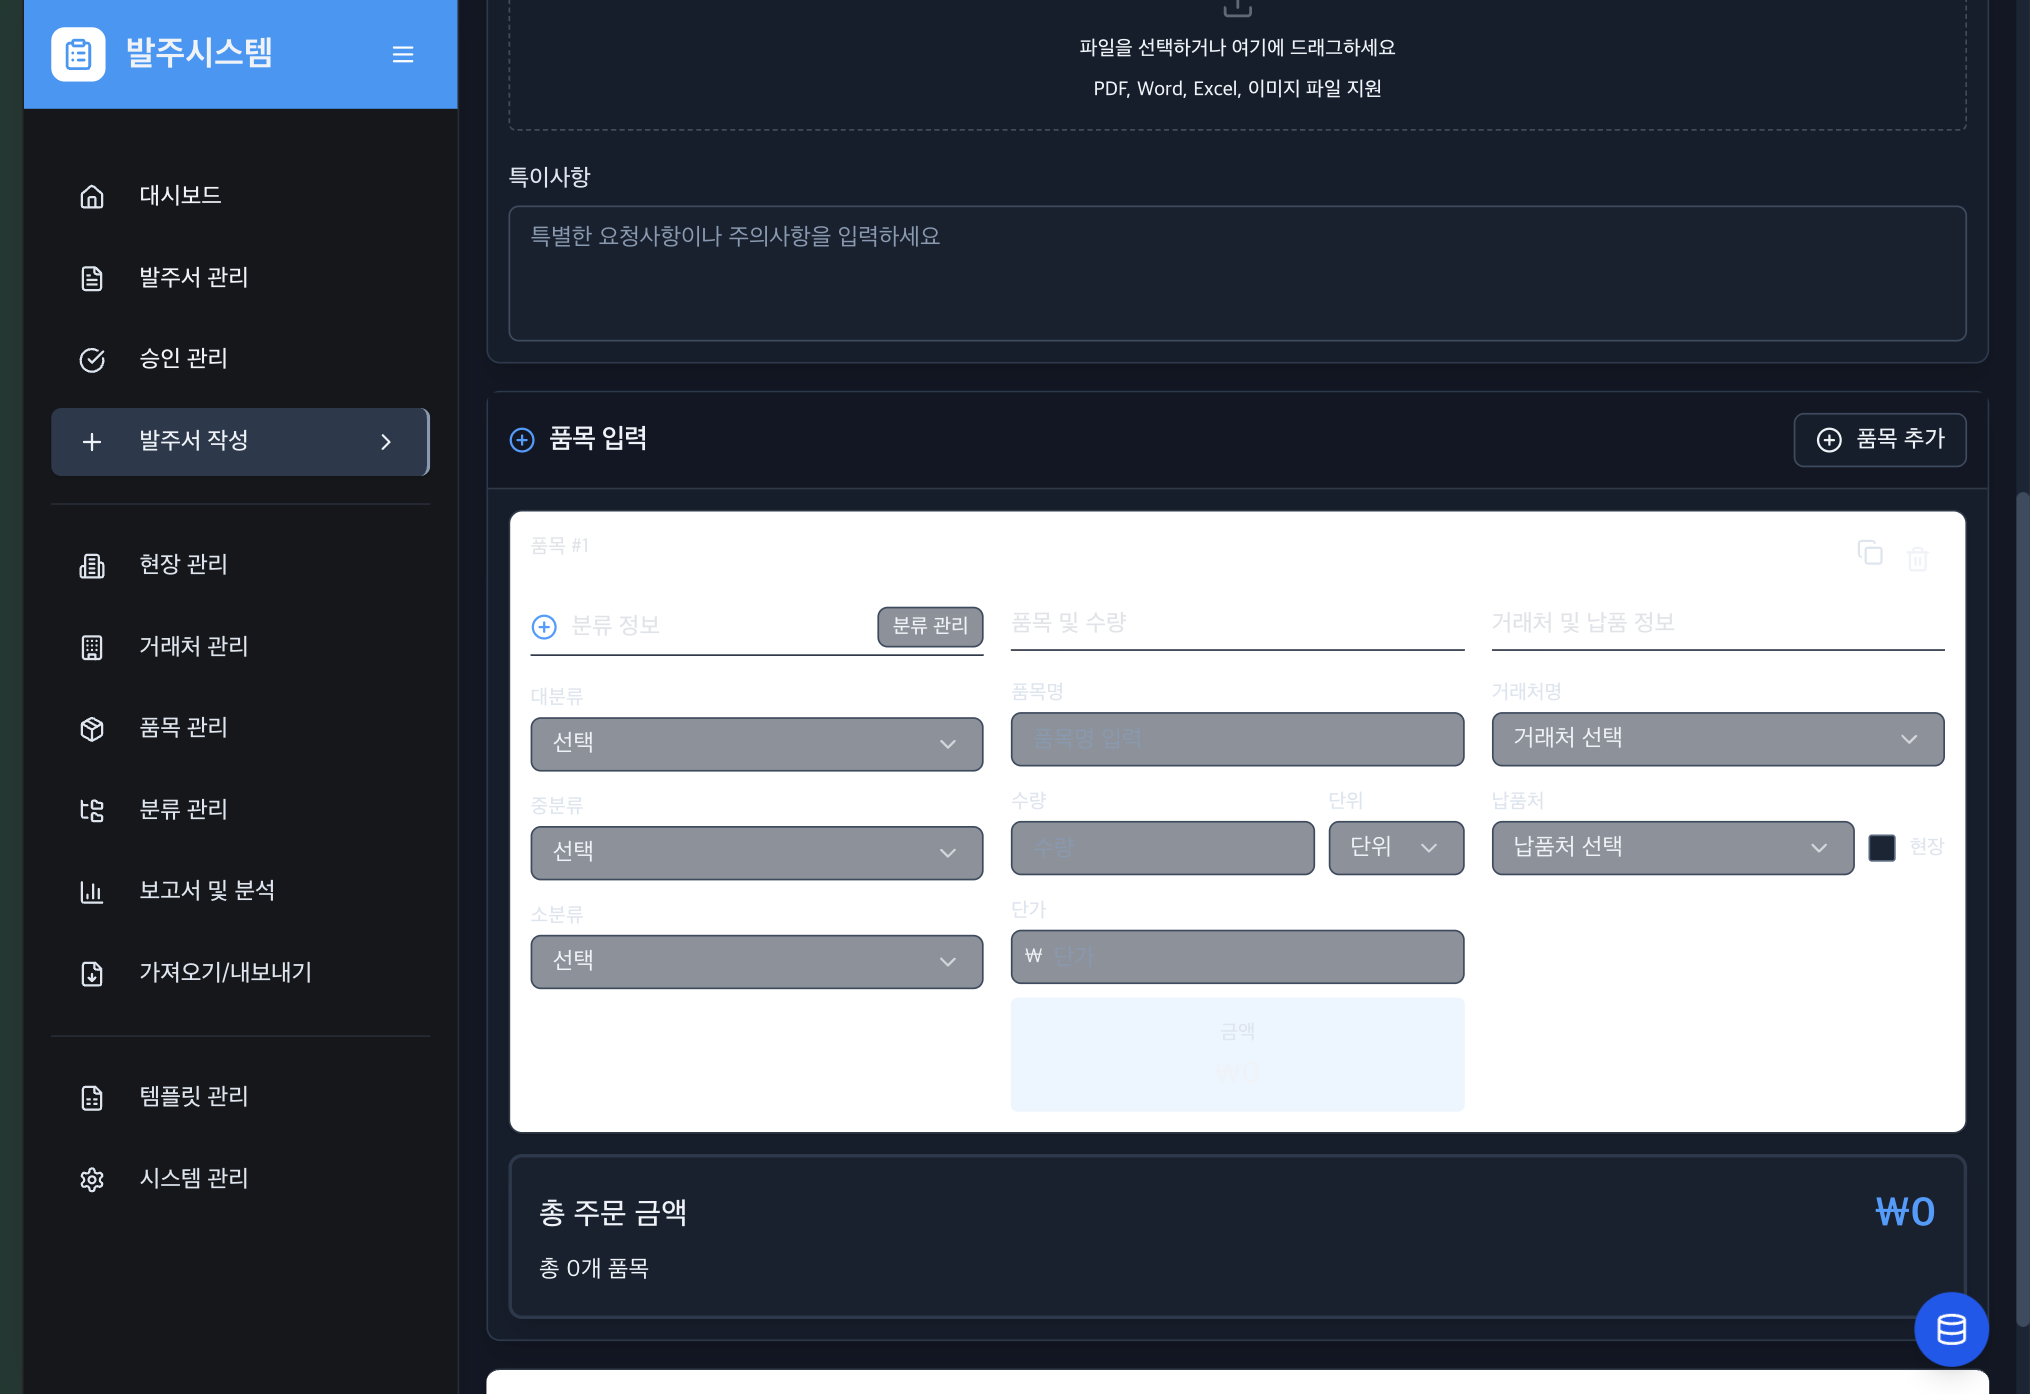 발주시스템
대시보드
발주서 관리
승인 관리
발주서 작성
현장 관리
거래처 관리
품목 관리
분류 관리
보고서 및 분석
가져오기/내보내기
템플릿 관리
시스템 관리
파일을 선택하거나 여기에 드래그하세요
PDF, Word, Excel, 이미지 파일 지원
특이사항
특별한 요청사항이나 주의사항을 입력하세요
품목 입력
품목 추가
품목 #1
분류 정보
분류 관리
대분류
선택
중분류
선택
소분류
선택
품목 및 수량
품목명
품목명 입력
수량
단위
수량
단위
단가
₩ 단가
금액
₩0
거래처 및 납품 정보
거래처명
거래처 선택
납품처
납품처 선택
현장
총 주문 금액
₩0
총 0개 품목